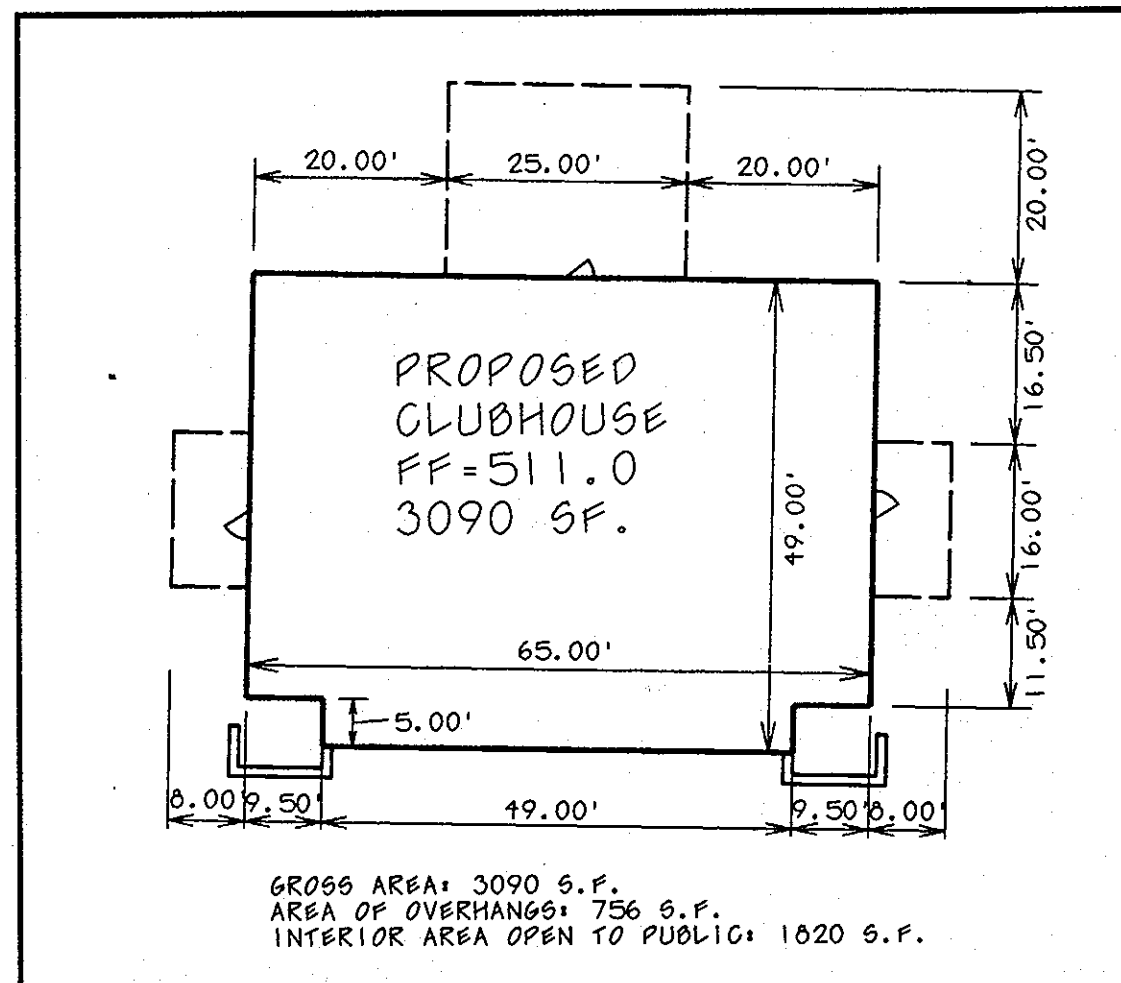 20.00' 25.00' 20.00'
20.00'
16.50'
PROPOSED
CLUBHOUSE
FF=511.0
3090 SF.
49.00'
16.00'
11.50'
65.00'
5.00'
8.00' 9.50' 49.00' 9.50' 8.00'
GROSS AREA: 3090 S.F.
AREA OF OVERHANGS: 756 S.F.
INTERIOR AREA OPEN TO PUBLIC: 1820 S.F.